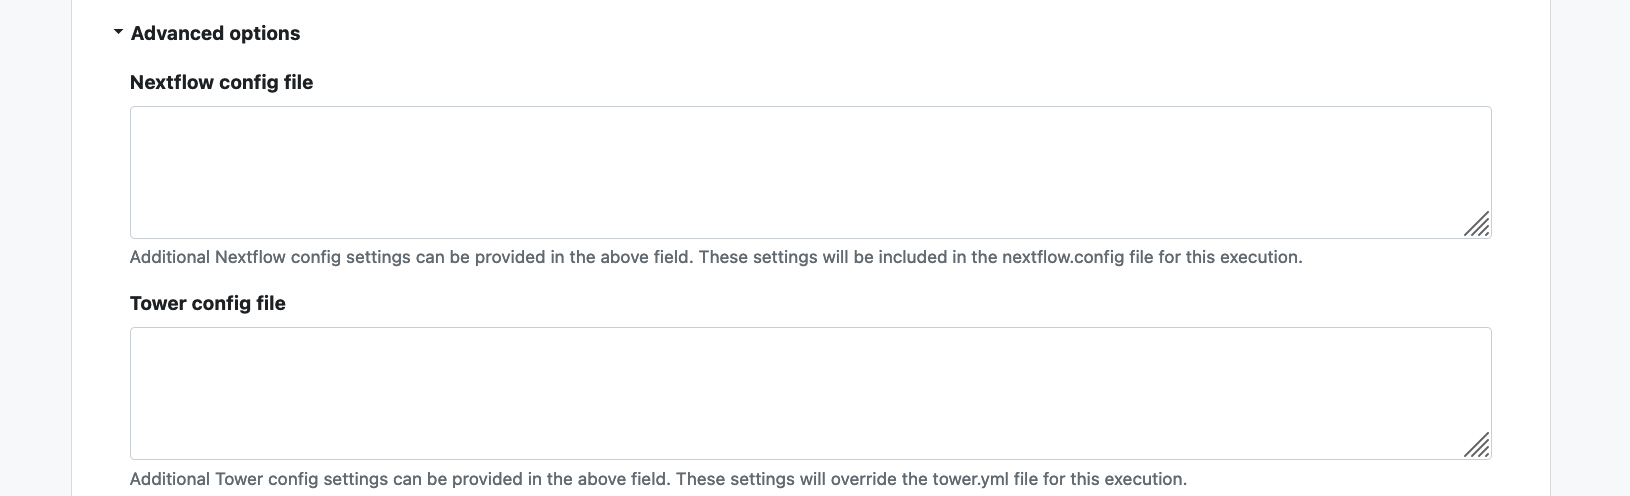 Advanced options
Nextflow config file
Additional Nextflow config settings can be provided in the above field. These settings will be included in the nextflow.config file for this execution.
Tower config file
Additional Tower config settings can be provided in the above field. These settings will override the tower.yml file for this execution.